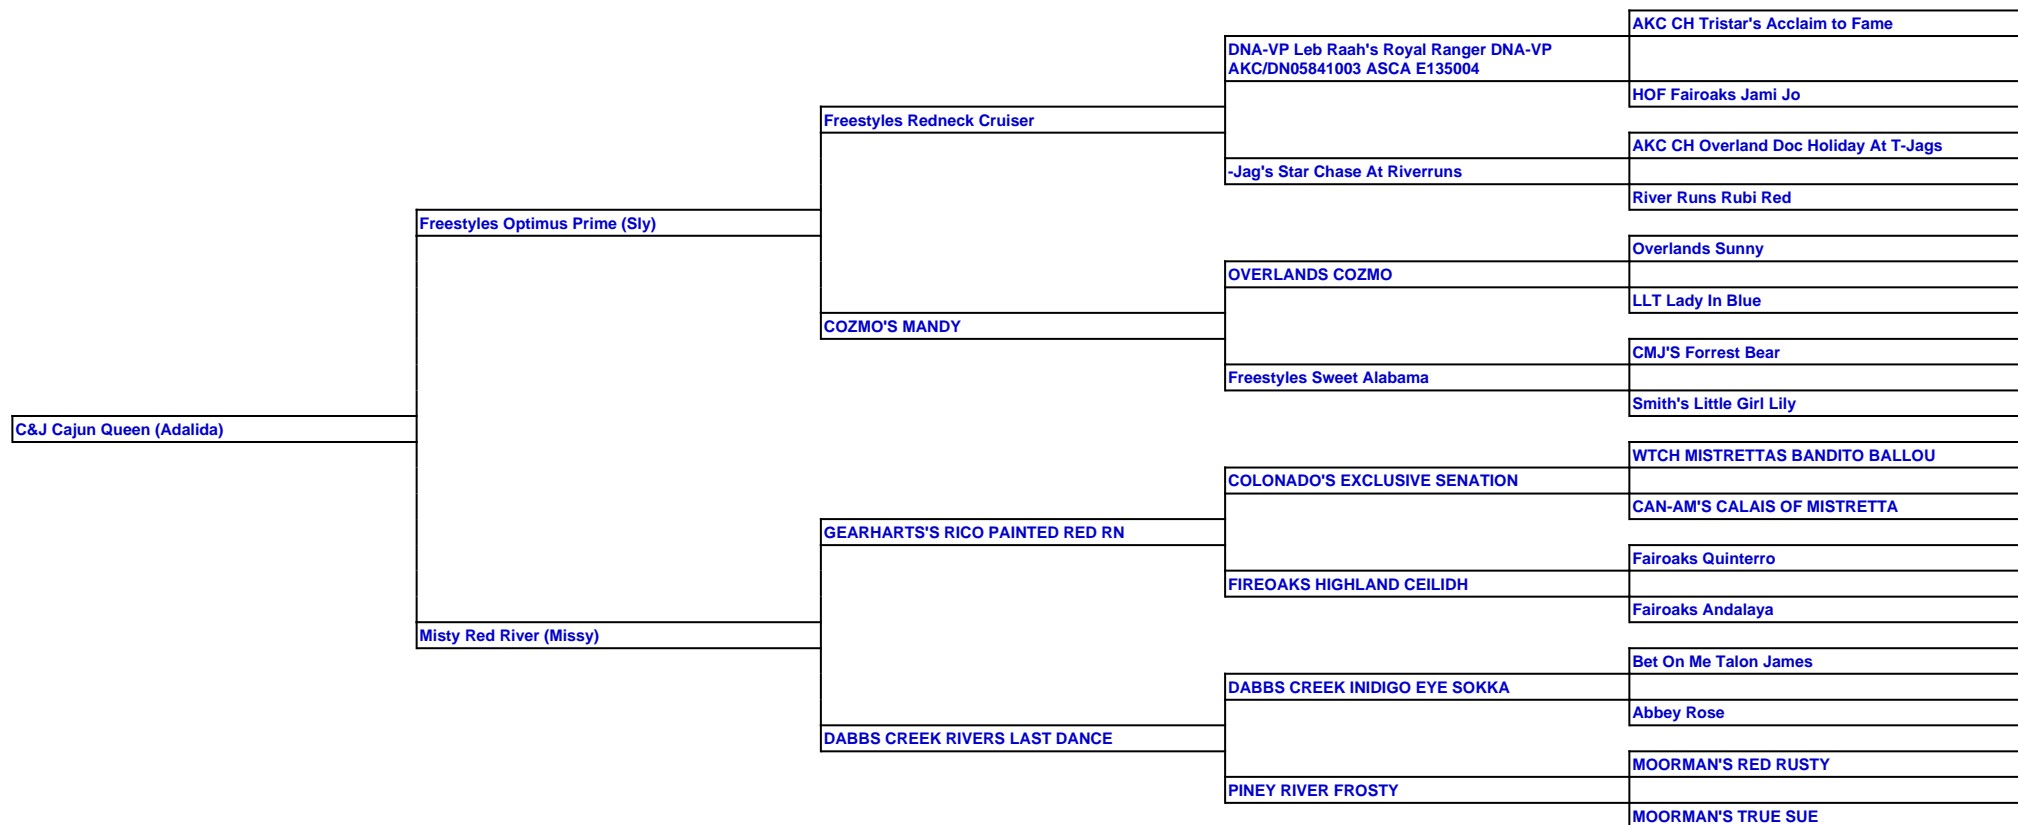 AKC CH Tristar's Acclaim to Fame
DNA-VP Leb Raah's Royal Ranger DNA-VP
AKC/DN05841003 ASCA E135004
HOF Fairoaks Jami Jo
Freestyles Redneck Cruiser
AKC CH Overland Doc Holiday At T-Jags
-Jag's Star Chase At Riverruns
River Runs Rubi Red
Freestyles Optimus Prime (Sly)
Overlands Sunny
OVERLANDS COZMO
LLT Lady In Blue
COZMO'S MANDY
CMJ'S Forrest Bear
Freestyles Sweet Alabama
Smith's Little Girl Lily
C&J Cajun Queen (Adalida)
WTCH MISTRETTAS BANDITO BALLOU
COLONADO'S EXCLUSIVE SENATION
CAN-AM'S CALAIS OF MISTRETTA
GEARHARTS'S RICO PAINTED RED RN
Fairoaks Quinterro
FIREOAKS HIGHLAND CEILIDH
Fairoaks Andalaya
Misty Red River (Missy)
Bet On Me Talon James
DABBS CREEK INIDIGO EYE SOKKA
Abbey Rose
DABBS CREEK RIVERS LAST DANCE
MOORMAN'S RED RUSTY
PINEY RIVER FROSTY
MOORMAN'S TRUE SUE